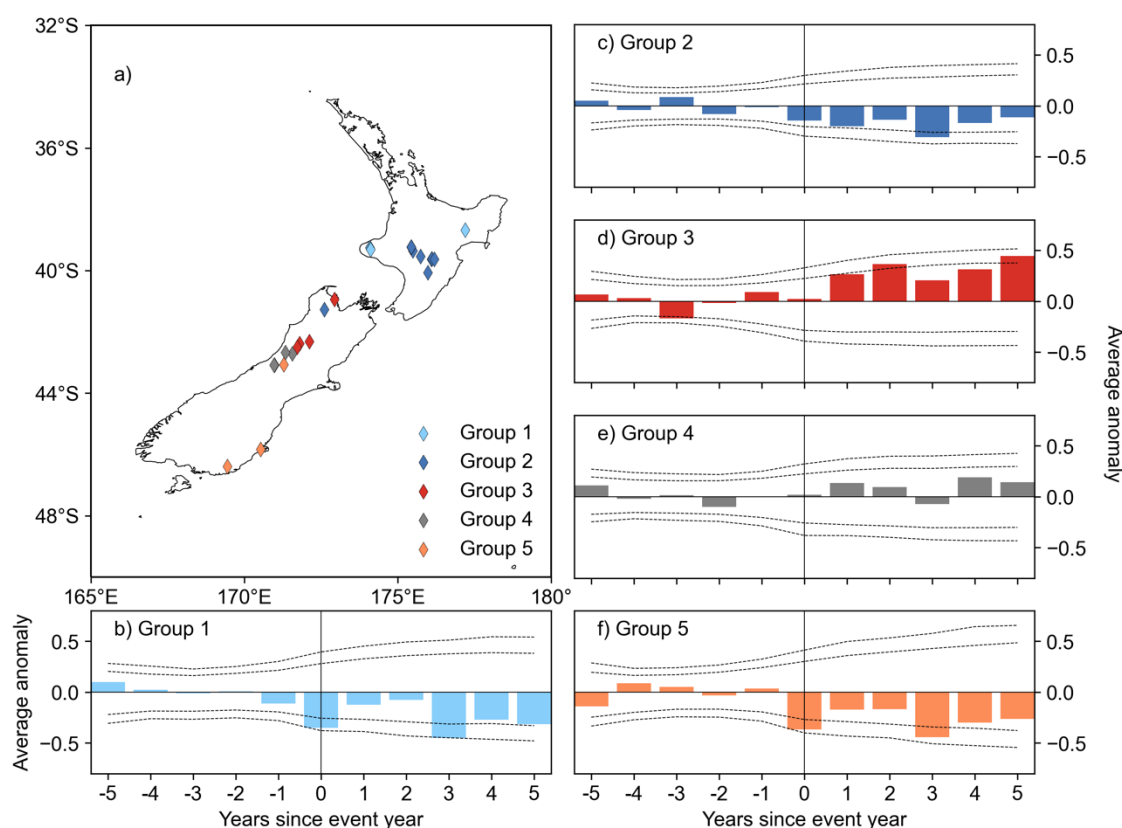 32°S
36°S
40°S
44°S
48°S
165°E
170°E
175°E
180°
a)
Group 1
Group 2
Group 3
Group 4
Group 5
b) Group 1
Average anomaly
0.5
0.0
−0.5
-5 -4 -3 -2 -1 0 1 2 3 4 5
Years since event year
c) Group 2
0.5
0.0
−0.5
d) Group 3
0.5
0.0
−0.5
Average anomaly
e) Group 4
0.5
0.0
−0.5
f) Group 5
0.5
0.0
−0.5
-5 -4 -3 -2 -1 0 1 2 3 4 5
Years since event year